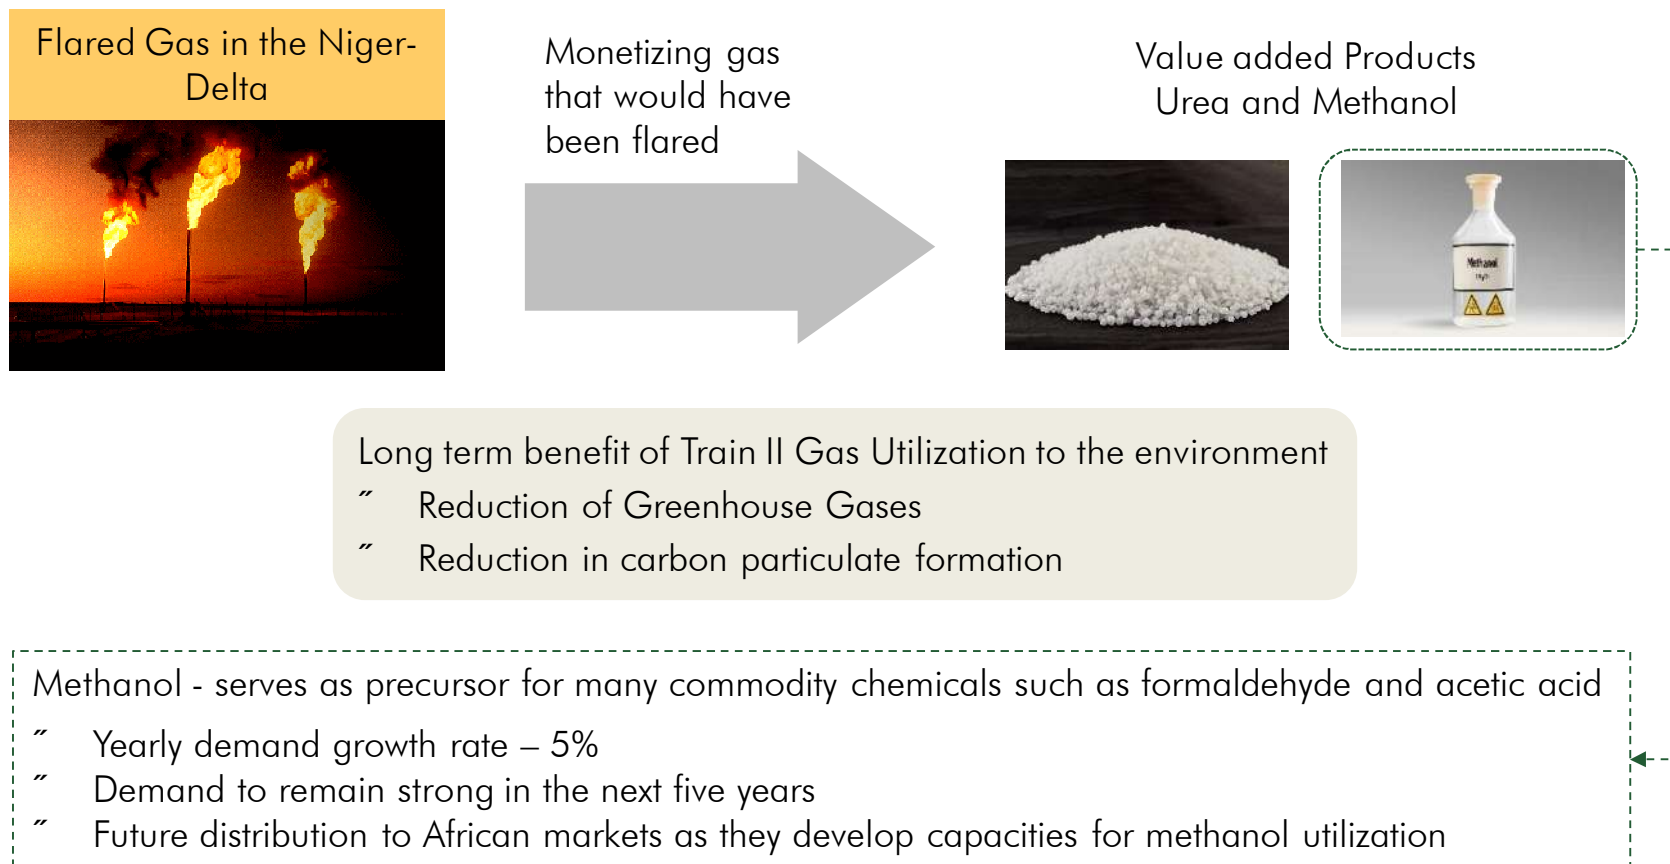 Flared Gas in the Niger-
Delta
Monetizing gas
that would have
been flared
Value added Products
Urea and Methanol
Methanol
Long term benefit of Train II Gas Utilization to the environment
˝ Reduction of Greenhouse Gases
˝ Reduction in carbon particulate formation
Methanol - serves as precursor for many commodity chemicals such as formaldehyde and acetic acid
˝ Yearly demand growth rate – 5%
˝ Demand to remain strong in the next five years
˝ Future distribution to African markets as they develop capacities for methanol utilization